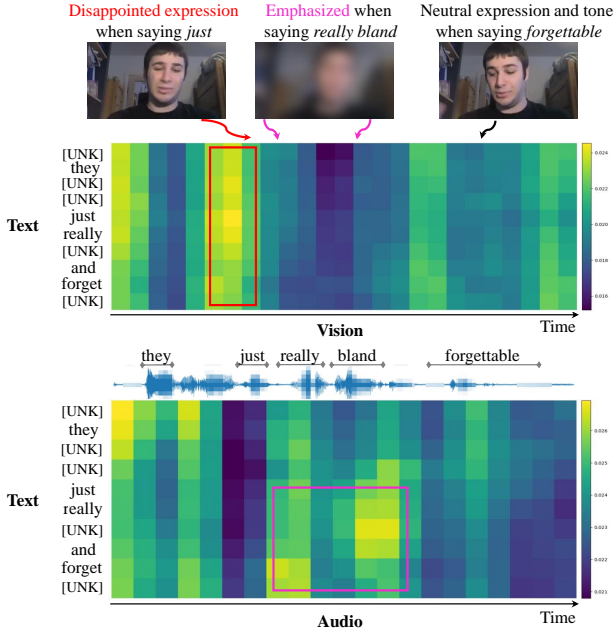 Disappointed expression
when saying just
Emphasized when
saying really bland
Neutral expression and tone
when saying forgettable
[UNK]
they
[UNK]
[UNK]
just
really
[UNK]
and
forget
[UNK]
Text
0.024
0.022
0.020
0.018
0.016
Vision
Time
they just really bland forgettable
[UNK]
they
[UNK]
[UNK]
just
really
[UNK]
and
forget
[UNK]
Text
0.026
0.025
0.024
0.023
0.022
0.021
Audio
Time